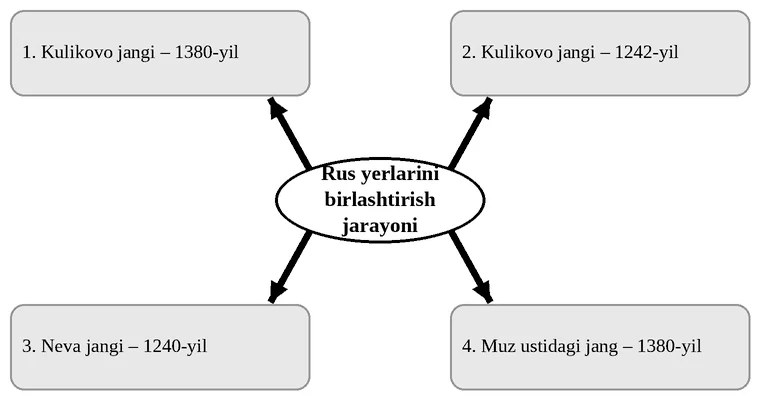 1. Kulikovo jangi – 1380-yil
2. Kulikovo jangi – 1242-yil
Rus yerlarini
birlashtirish
jarayoni
3. Neva jangi – 1240-yil
4. Muz ustidagi jang – 1380-yil